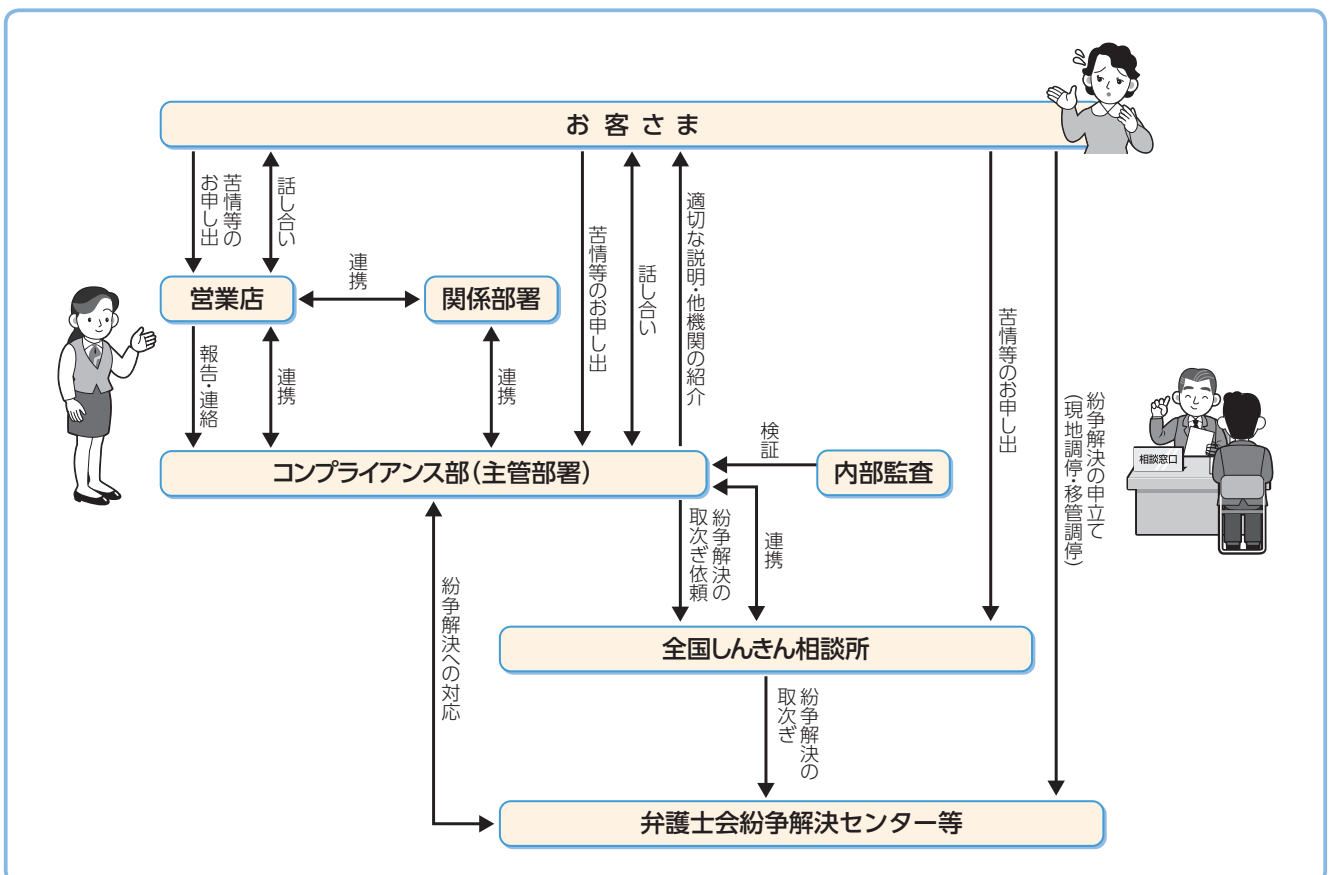 お客さま
苦情等の
お申し出
話し合い
苦情等のお申し出
話し合い
適切な説明・他機関の紹介
苦情等のお申し出
紛争解決の申立て
(現地調停・移管調停)
営業店
連携
関係部署
報告・連絡
連携
連携
検証
コンプライアンス部(主管部署)
内部監査
相談窓口
紛争解決の
取次ぎ依頼
連携
紛争解決への対応
全国しんきん相談所
紛争解決の
取次ぎ
弁護士会紛争解決センター等